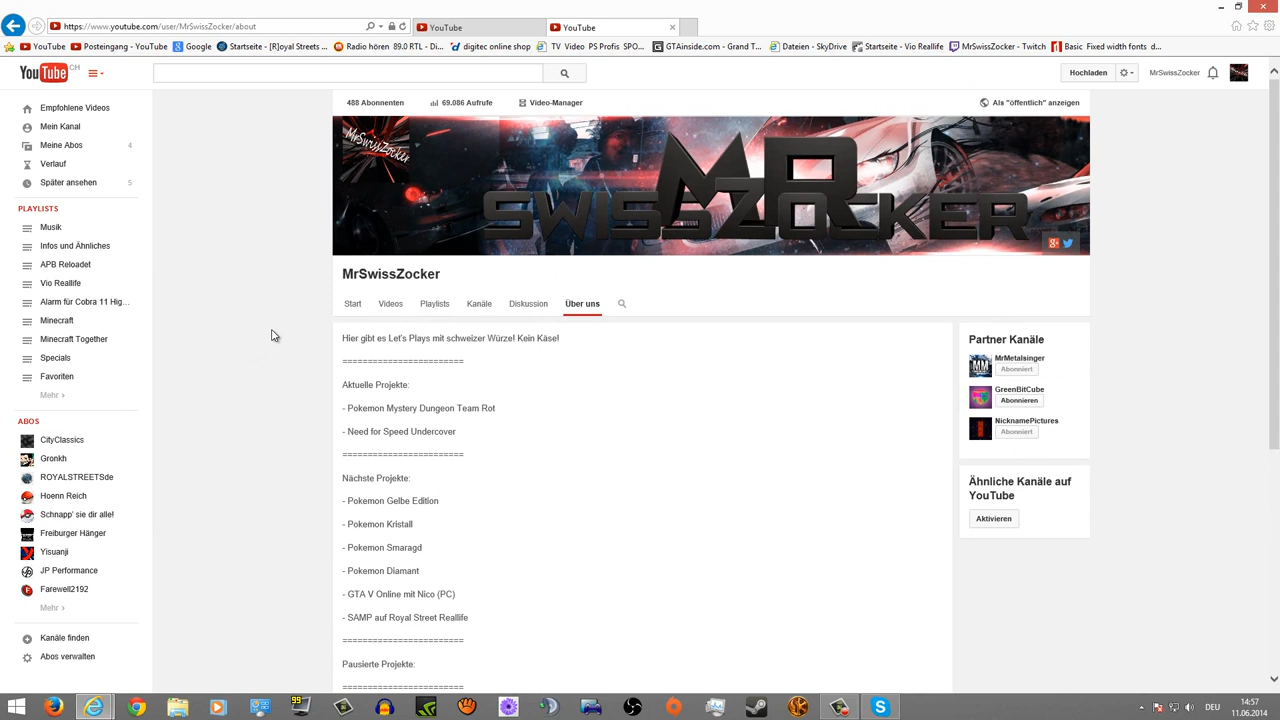 https://www.youtube.com/user/MrSwissZocker/about
YouTube
YouTube
YouTube
Posteingang - YouTube
Google
Startseite - [R]oyal Streets ...
Radio hören 89.0 RTL - Di...
digitec online shop
TV Video PS Profis SPO...
GTAinside.com - Grand T...
Dateien - SkyDrive
Startseite - Vio Reallife
MrSwissZocker - Twitch
Basic Fixed width fonts d...
YouTube CH
Hochladen
MrSwissZocker
Empfohlene Videos
Mein Kanal
Meine Abos 4
Verlauf
Später ansehen 5
PLAYLISTS
Musik
Infos und Ähnliches
APB Reloadet
Vio Reallife
Alarm für Cobra 11 Hig...
Minecraft
Minecraft Together
Specials
Favoriten
Mehr ›
ABOS
CityClassics
Gronkh
ROYALSTREETSde
Hoenn Reich
Schnapp' sie dir alle!
Freiburger Hänger
Yisuanji
JP Performance
Farewell2192
Mehr ›
Kanäle finden
Abos verwalten
488 Abonnenten
69.086 Aufrufe
Video-Manager
Als "öffentlich" anzeigen
MrSwissZocker
MR
SWISSZOCKER
MrSwissZocker
Start
Videos
Playlists
Kanäle
Diskussion
Über uns
Hier gibt es Let's Plays mit schweizer Würze! Kein Käse!
========================
Aktuelle Projekte:
- Pokemon Mystery Dungeon Team Rot
- Need for Speed Undercover
========================
Nächste Projekte:
- Pokemon Gelbe Edition
- Pokemon Kristall
- Pokemon Smaragd
- Pokemon Diamant
- GTA V Online mit Nico (PC)
- SAMP auf Royal Street Reallife
========================
Pausierte Projekte:
========================
Partner Kanäle
MrMetalsinger
Abonniert
GreenBitCube
Abonnieren
NicknamePictures
Abonniert
Ähnliche Kanäle auf
YouTube
Aktivieren
99
DEU
14:57
11.06.2014